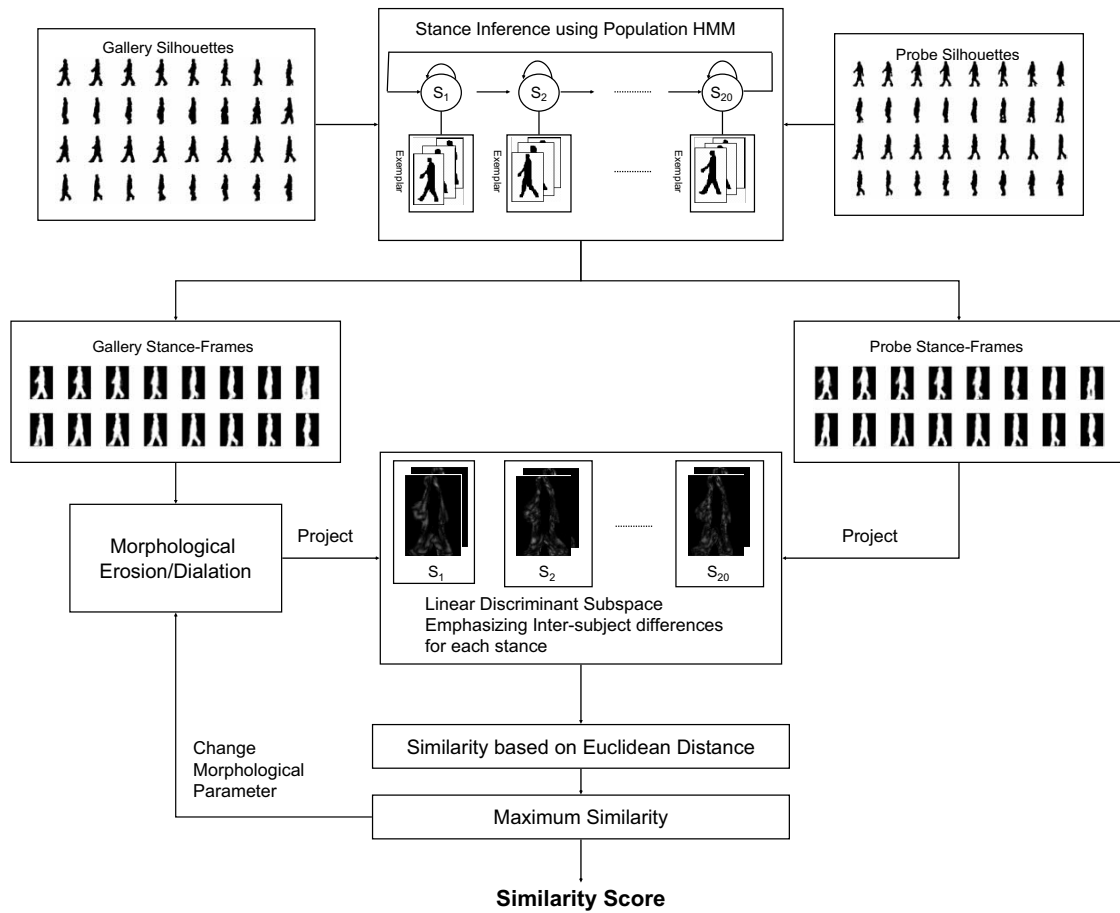 Gallery Silhouettes
Stance Inference using Population HMM
Probe Silhouettes
S1
S2
..............
S20
Exemplar
Exemplar
..............
Exemplar
Gallery Stance-Frames
Probe Stance-Frames
Morphological
Erosion/Dialation
Project
..............
Project
S1
S2
S20
Linear Discriminant Subspace
Emphasizing Inter-subject differences
for each stance
Change
Morphological
Parameter
Similarity based on Euclidean Distance
Maximum Similarity
Similarity Score